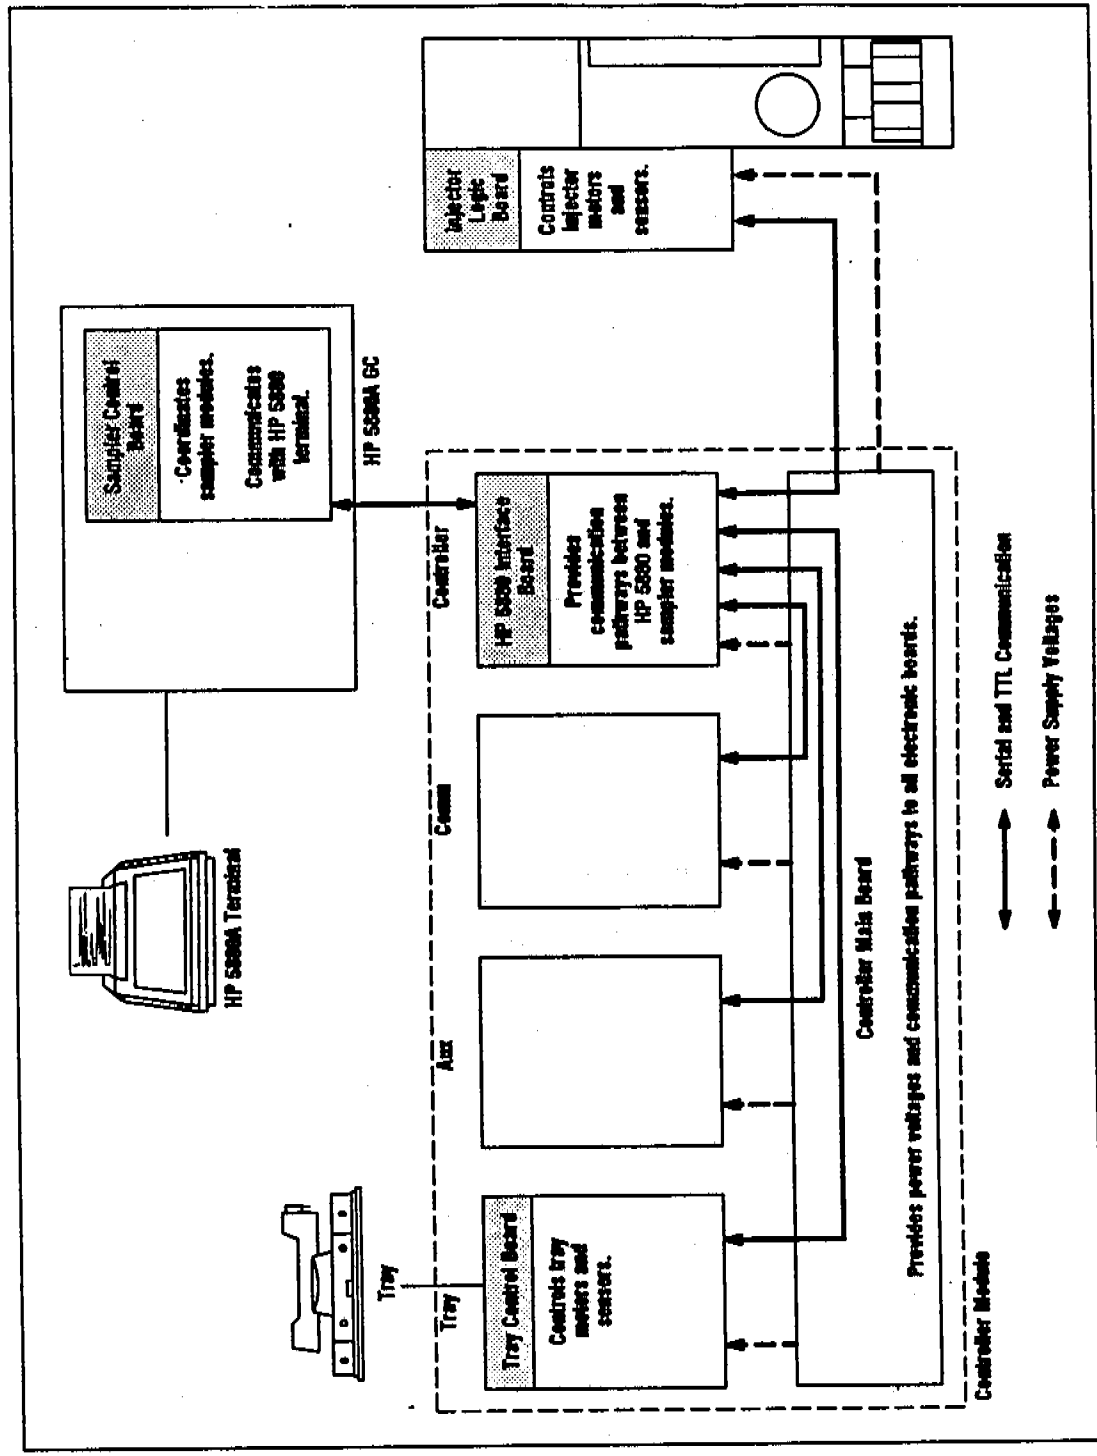 HP 5880A Terminal
Sampler Control
Board
Coordinates
sampler modules.
Communicates
with HP 5880
terminal.
HP 5880A GC
Injector
Logic
Board
Controls
injector
motors
and
sensors.
Tray
Tray
Aux
Comm
Controller
Tray Control Board
Controls tray
motors and
sensors.
HP 5880 Interface
Board
Provides
communication
pathways between
HP 5880 and
sampler modules.
Controller Main Board
Provides power voltages and communication pathways to all electronic boards.
Controller Module
Serial and TTL Communication
Power Supply Voltages